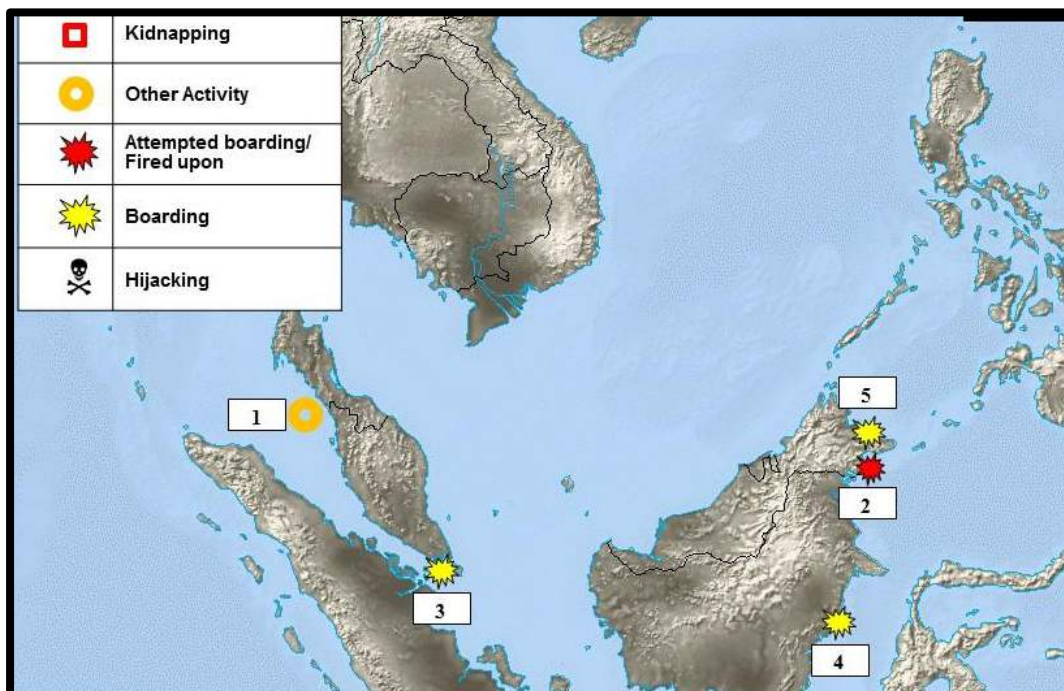 Kidnapping
Other Activity
Attempted boarding/
Fired upon
Boarding
Hijacking
5
1
2
3
4